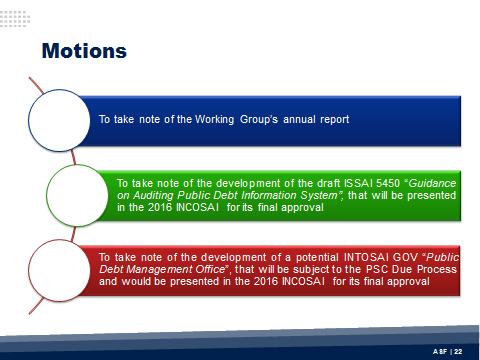 Motions
To take note of the Working Group's annual report
To take note of the development of the draft ISSAI 5450 "Guidance
on Auditing Public Debt Information System", that will be presented
in the 2016 INCOSAI for its final approval
To take note of the development of a potential INTOSAI GOV "Public
Debt Management Office", that will be subject to the PSC Due Process
and would be presented in the 2016 INCOSAI for its final approval
ASF | 22